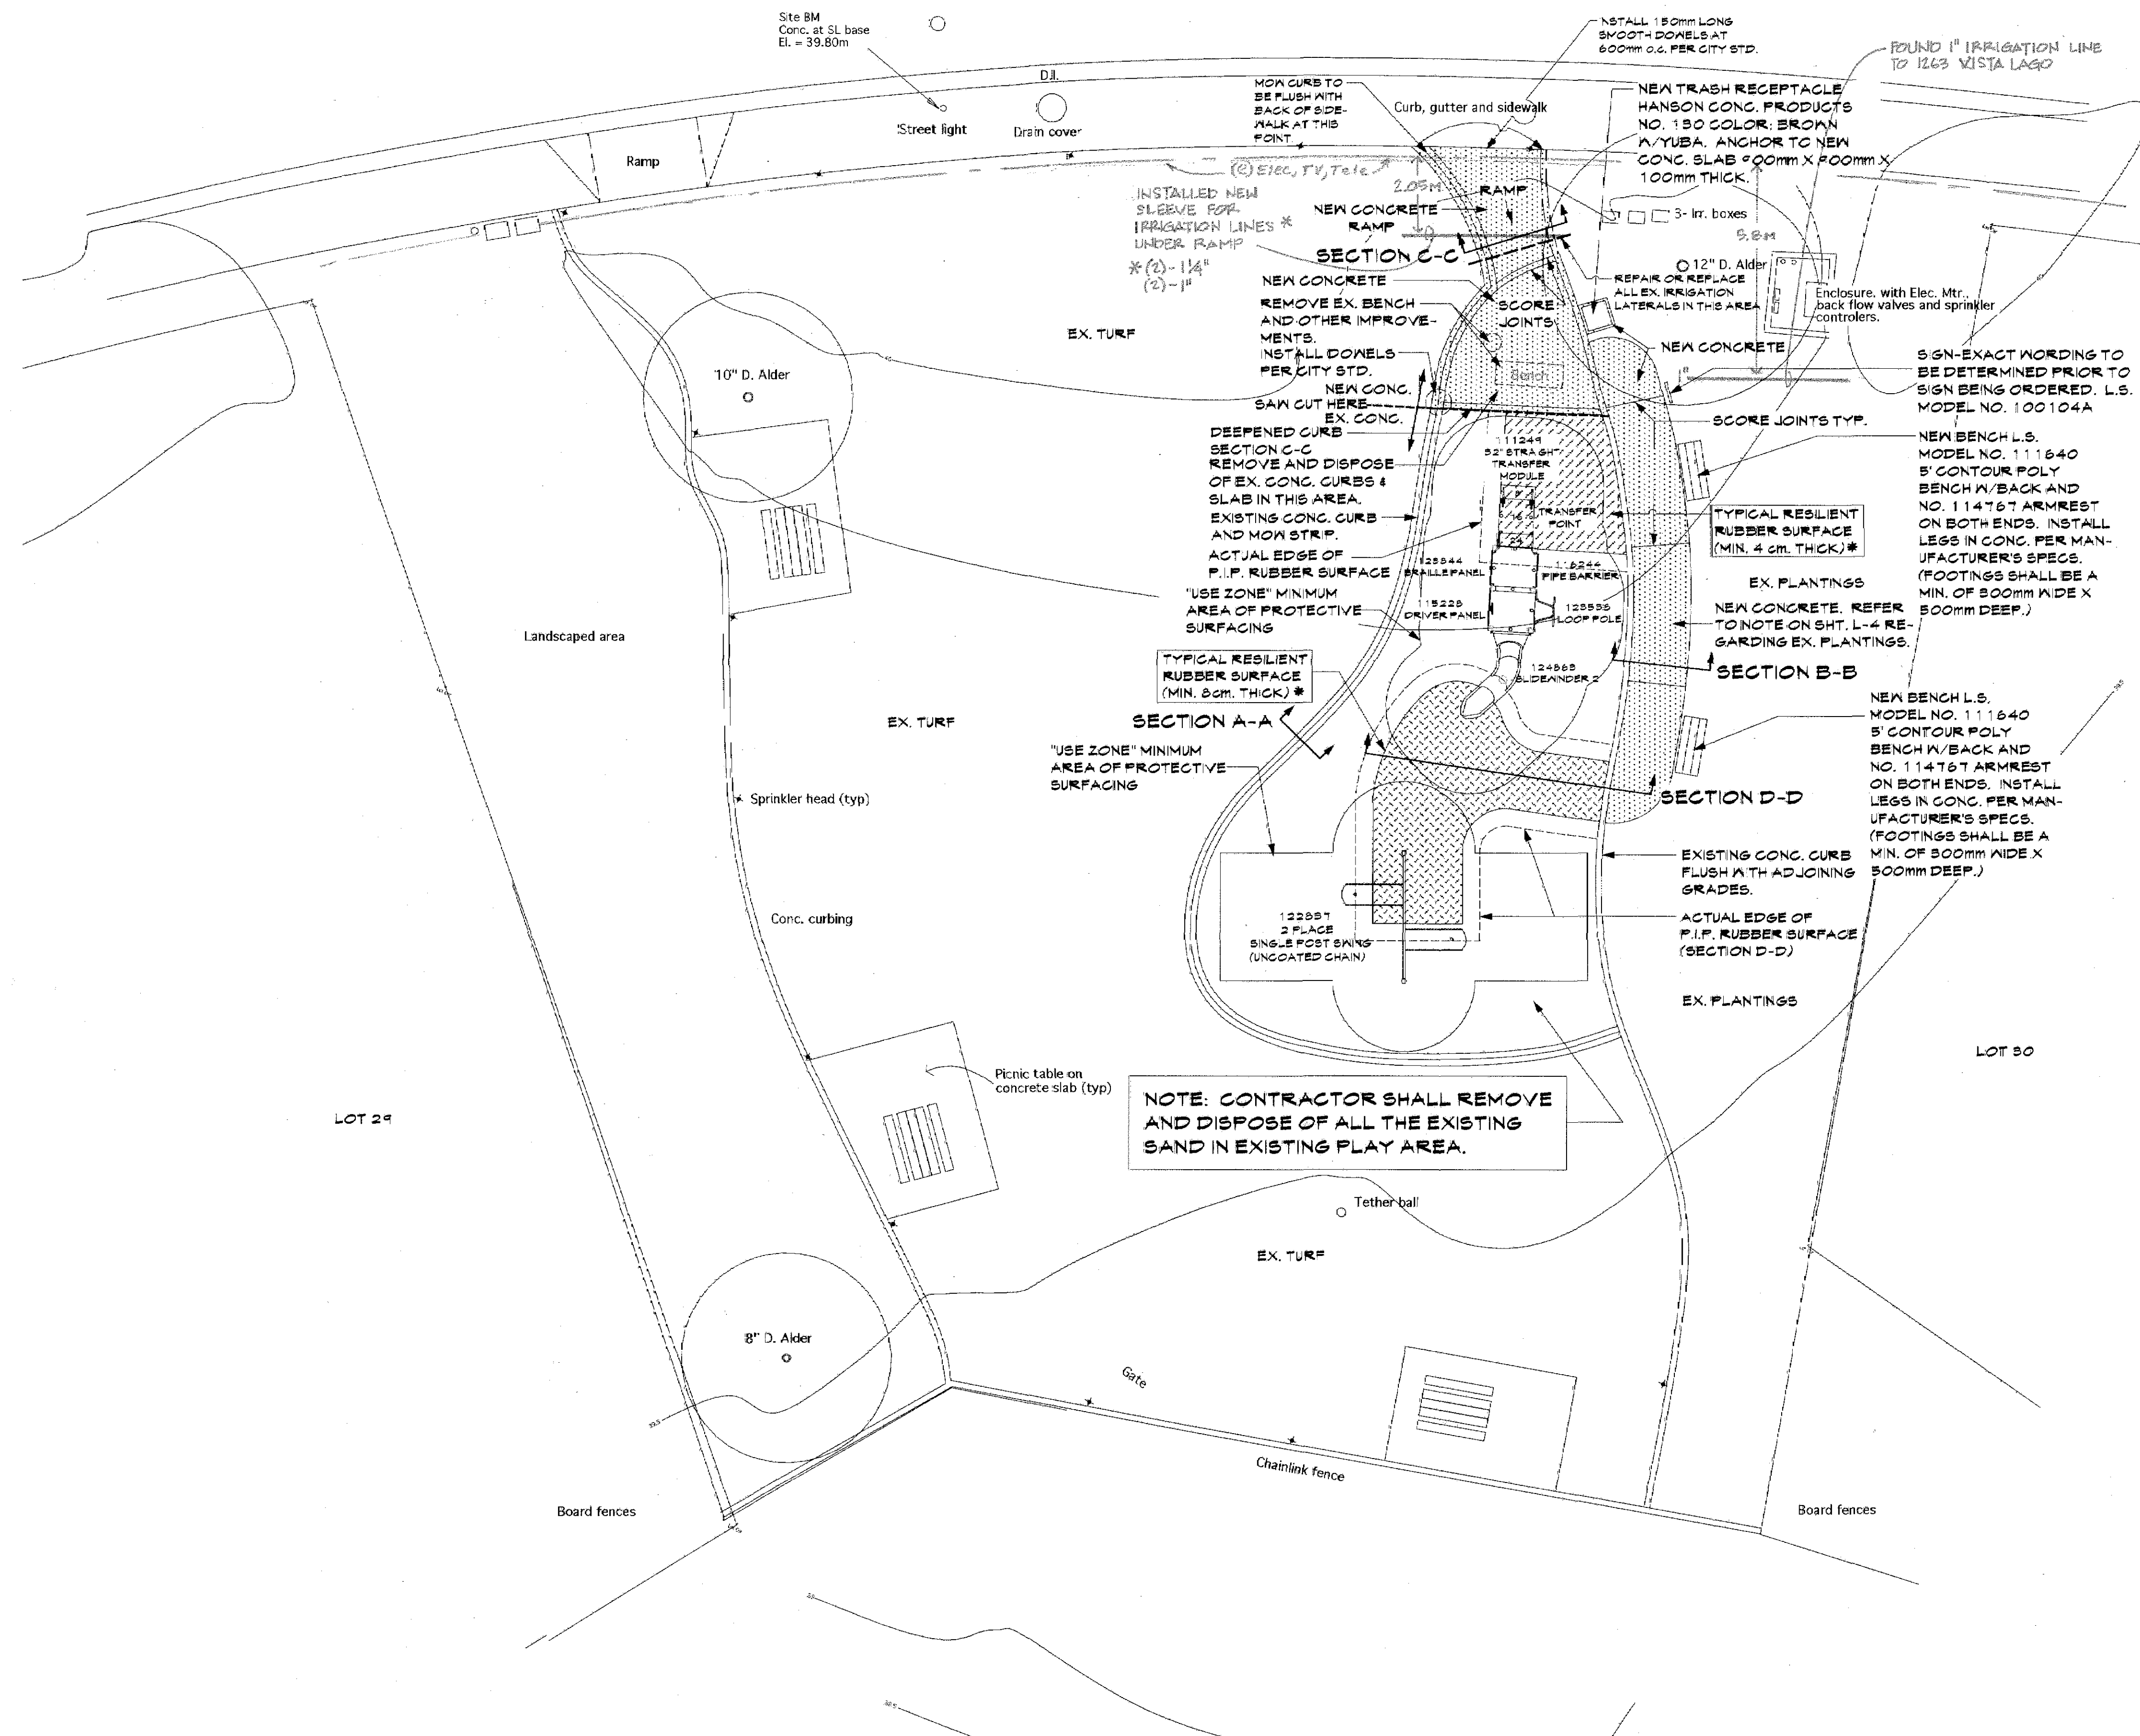 Site BM
Conc. at SL base
El. = 39.80m
Street light
D.I.
Drain cover
Ramp
MOW CURB TO
BE FLUSH WITH
BACK OF SIDE-
WALK AT THIS
POINT.
Curb, gutter and sidewalk
NSTALL 150mm LONG
SMOOTH DOWELS AT
600mm O.C. PER CITY STD.
FOUND 1" IRRIGATION LINE
TO 1263 VISTA LAGO
NEW TRASH RECEPTACLE
HANSON CONC. PRODUCTS
COLOR: BROWN
W/YUBA. ANCHOR TO NEW
CONC. SLAB 900mm X 900mm X
100mm THICK.
(E) Elec, TV, Tele
2.05M
INSTALLED NEW
SLEEVE FOR
IRRIGATION LINES *
UNDER RAMP
* (2)- 1 1/4"
(2)- 1"
RAMP
NEW CONCRETE
RAMP
SECTION C-C
3- Irr. boxes
5.8M
12" D. Alder
REPAIR OR REPLACE
ALL EX. IRRIGATION
LATERALS IN THIS AREA
Enclosure. with Elec. Mtr.,
back flow valves and sprinkler
controlers.
NEW CONCRETE
REMOVE EX. BENCH
AND OTHER IMPROVE-
MENTS.
INSTALL DOWELS
PER CITY STD.
NEW CONC.
SAW CUT HERE
EX. CONC.
DEEPENED CURB
SECTION C-C
REMOVE AND DISPOSE
OF EX. CONC. CURBS &
SLAB IN THIS AREA.
EXISTING CONC. CURB
AND MOW STRIP.
ACTUAL EDGE OF
P.I.P. RUBBER SURFACE
"USE ZONE" MINIMUM
AREA OF PROTECTIVE
SURFACING
SCORE
JOINTS
Bench
NEW CONCRETE
SCORE JOINTS TYP.
SIGN-EXACT WORDING TO
BE DETERMINED PRIOR TO
SIGN BEING ORDERED. L.S.
MODEL NO. 100104A
NEW BENCH L.S.
MODEL NO. 111640
5' CONTOUR POLY
BENCH W/BACK AND
NO. 114767 ARMREST
ON BOTH ENDS. INSTALL
LEGS IN CONC. PER MAN-
UFACTURER'S SPECS.
(FOOTINGS SHALL BE A
MIN. OF 300mm WIDE X
500mm DEEP.)
111249
32" STRAIGHT
TRANSFER
MODULE
TRANSFER
POINT
BRAILLE PANEL
116244
PIPE BARRIER
115228
DRIVER PANEL
LOOP POLE
SLIDEWINDER 2
TYPICAL RESILIENT
RUBBER SURFACE
(MIN. 4 cm. THICK) *
EX. PLANTINGS
NEW CONCRETE. REFER
TO NOTE ON SHT. L-4 RE-
GARDING EX. PLANTINGS.
SECTION B-B
TYPICAL RESILIENT
RUBBER SURFACE
(MIN. 8cm. THICK) *
SECTION A-A
"USE ZONE" MINIMUM
AREA OF PROTECTIVE
SURFACING
NEW BENCH L.S.
MODEL NO. 111640
5' CONTOUR POLY
BENCH W/BACK AND
NO. 114767 ARMREST
ON BOTH ENDS. INSTALL
LEGS IN CONC. PER MAN-
UFACTURER'S SPECS.
(FOOTINGS SHALL BE A
MIN. OF 300mm WIDE X
500mm DEEP.)
SECTION D-D
EXISTING CONC. CURB
FLUSH WITH ADJOINING
GRADES.
ACTUAL EDGE OF
P.I.P. RUBBER SURFACE
(SECTION D-D)
2 PLACE
SINGLE POST SWING
(UNCOATED CHAIN)
EX. PLANTINGS
EX. TURF
10" D. Alder
Landscaped area
EX. TURF
Sprinkler head (typ)
Conc. curbing
Picnic table on
concrete slab (typ)
LOT 29
LOT 30
NOTE: CONTRACTOR SHALL REMOVE
AND DISPOSE OF ALL THE EXISTING
SAND IN EXISTING PLAY AREA.
Tether ball
EX. TURF
8" D. Alder
Gate
Chainlink fence
Board fences
Board fences